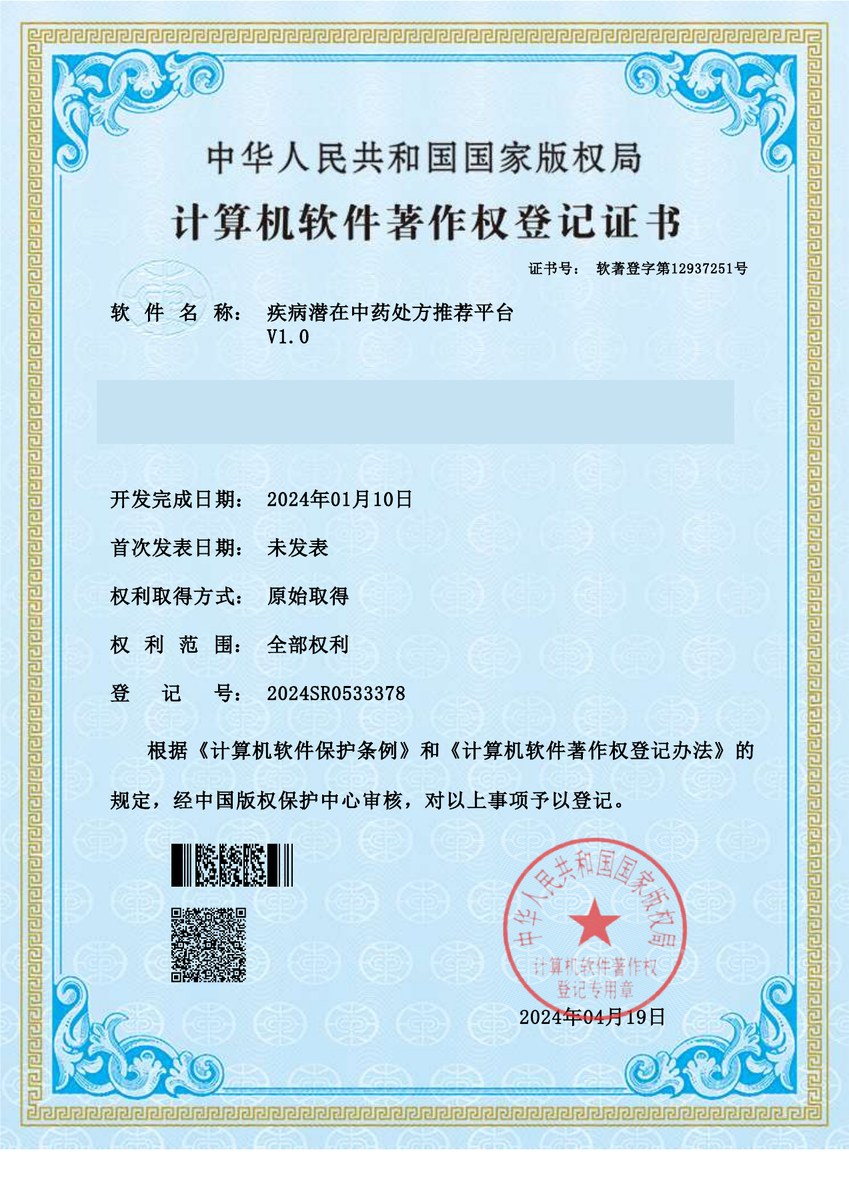 中华人民共和国国家版权局
计算机软件著作权登记证书
证书号： 软著登字第12937251号
软件名称： 疾病潜在中药处方推荐平台
V1.0
开发完成日期： 2024年01月10日
首次发表日期： 未发表
权利取得方式： 原始取得
权利范围： 全部权利
登记号： 2024SR0533378
根据《计算机软件保护条例》和《计算机软件著作权登记办法》的
规定，经中国版权保护中心审核，对以上事项予以登记。
中华人民共和国国家版权局
计算机软件著作权
登记专用章
2024年04月19日